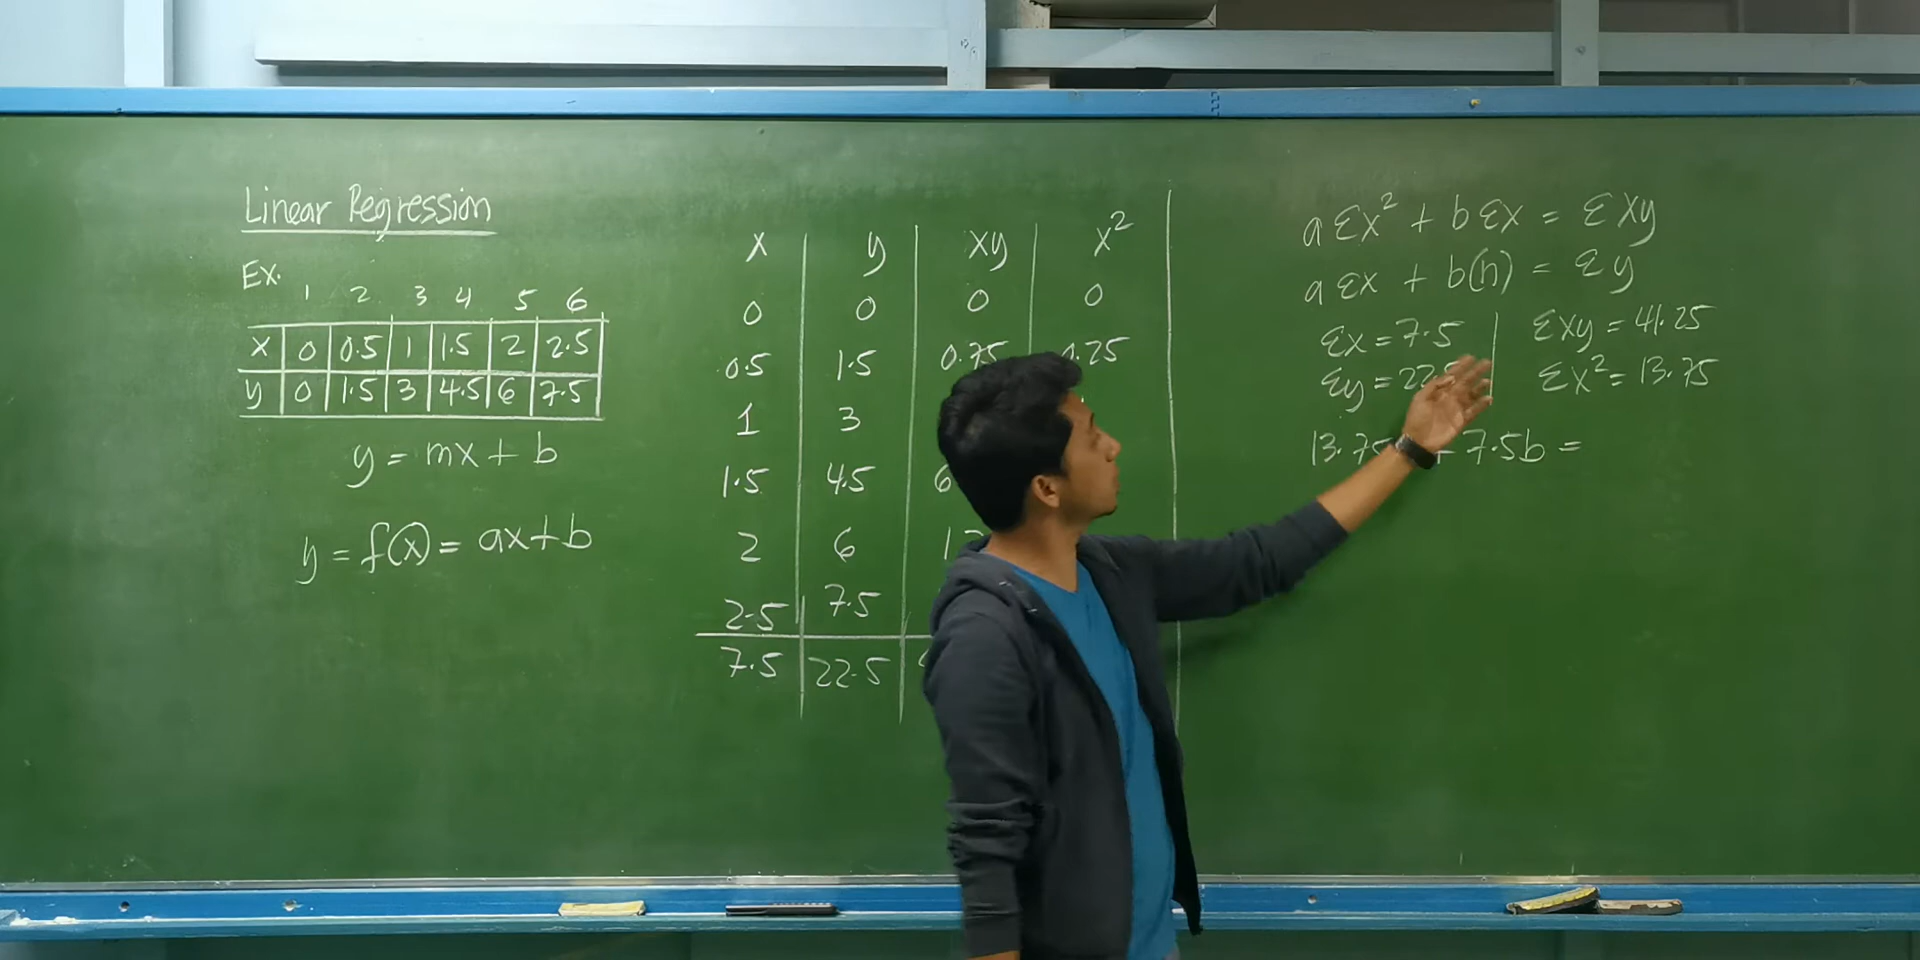 Linear Regression
Ex.
1 2 3 4 5 6
x 0 0.5 1 1.5 2 2.5
y 0 1.5 3 4.5 6 7.5
y = mx + b
y = f(x) = ax+b
x y xy x²
0 0 0 0
0.5 1.5 0.75 0.25
1 3
1.5 4.5 6
2 6
2.5 7.5
7.5 22.5
a Σx² + b Σx = Σxy
a Σx + b(n) = Σy
Σx = 7.5 Σxy = 41.25
Σy = 22.5 Σx² = 13.75
13.75 + 7.5b =